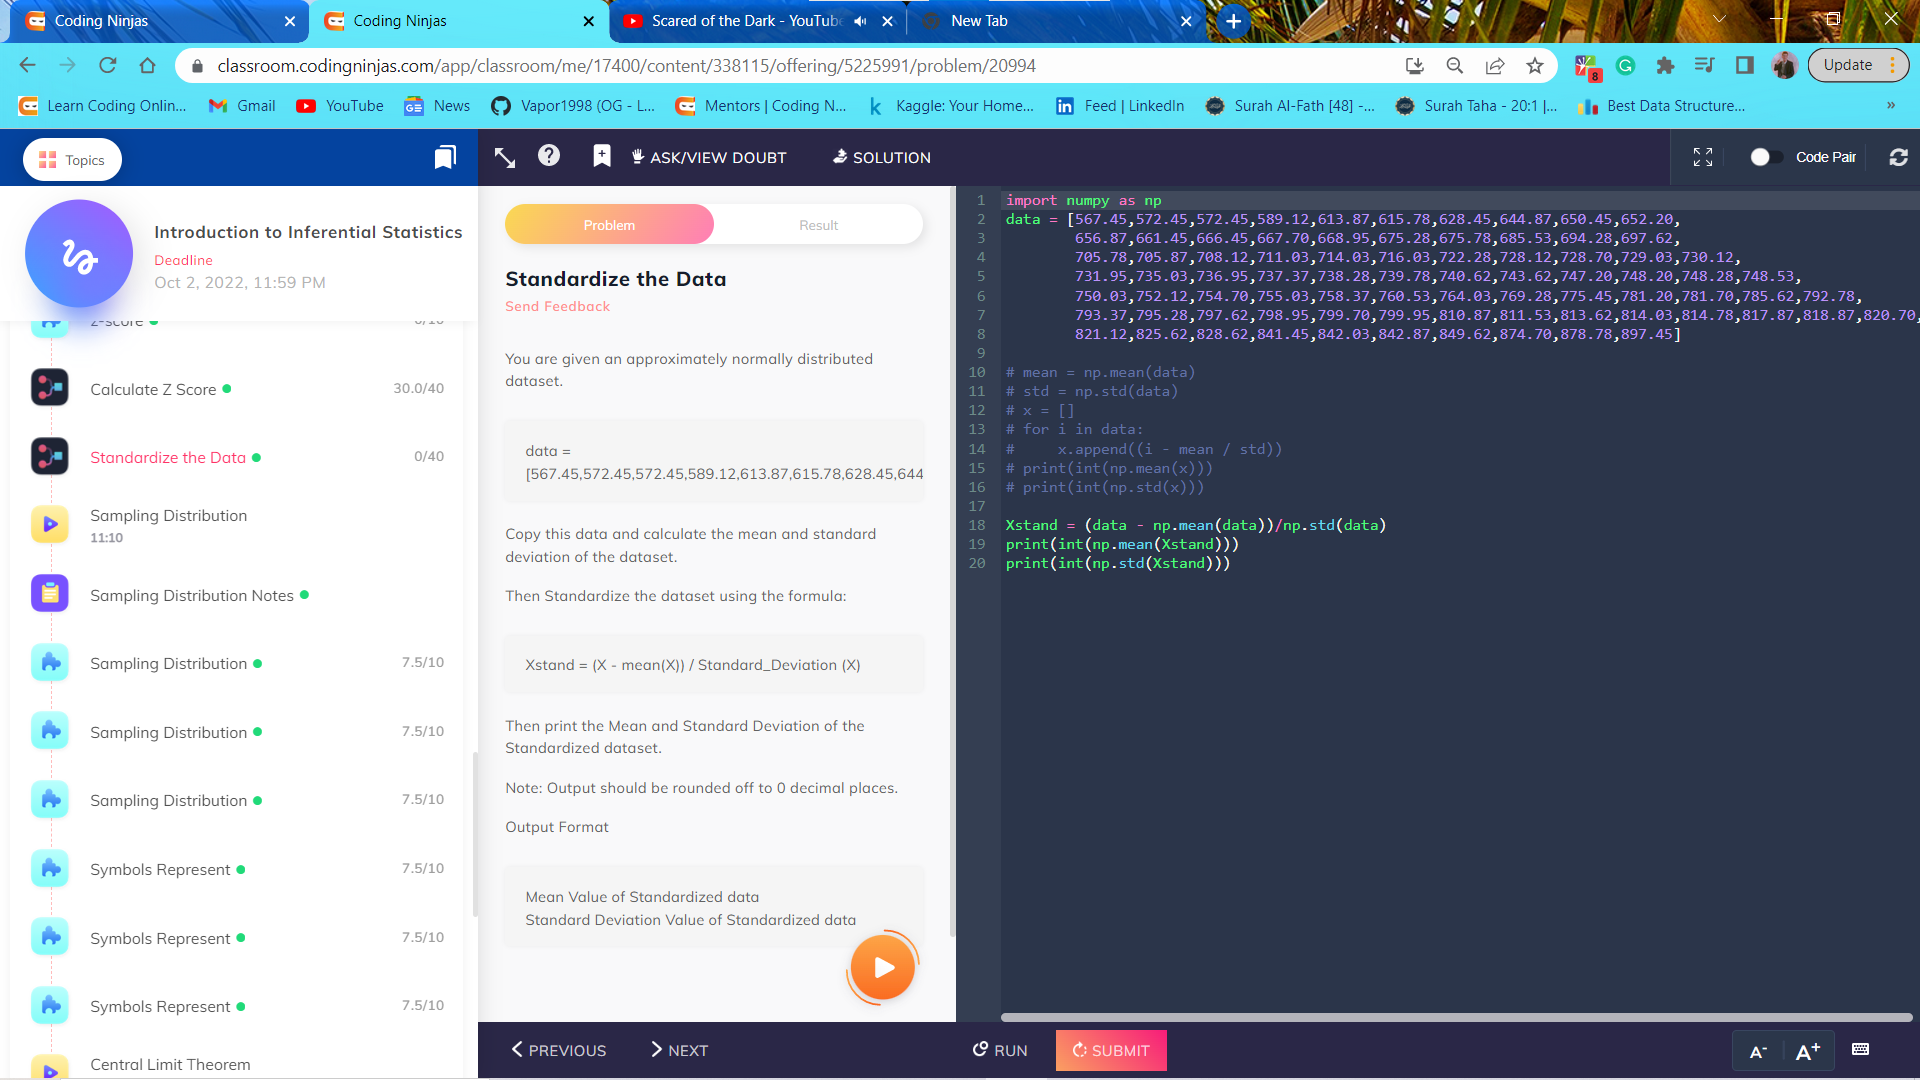 Coding Ninjas
Coding Ninjas
Scared of the Dark - YouTube
New Tab
classroom.codingninjas.com/app/classroom/me/17400/content/338115/offering/5225991/problem/20994
8
Update
Learn Coding Onlin...
Gmail
YouTube
News
Vapor1998 (OG - L...
Mentors | Coding N...
Kaggle: Your Home...
Feed | LinkedIn
Surah Al-Fath [48] -...
Surah Taha - 20:1 |...
Best Data Structure...
»
Topics
ASK/VIEW DOUBT
SOLUTION
Code Pair
Introduction to Inferential Statistics
Deadline
Oct 2, 2022, 11:59 PM
Z-score
Calculate Z Score
30.0/40
Standardize the Data
0/40
Sampling Distribution
11:10
Sampling Distribution Notes
Sampling Distribution
7.5/10
Sampling Distribution
7.5/10
Sampling Distribution
7.5/10
Symbols Represent
7.5/10
Symbols Represent
7.5/10
Symbols Represent
7.5/10
Central Limit Theorem
Problem
Result
Standardize the Data
Send Feedback
You are given an approximately normally distributed
dataset.
data =
[567.45,572.45,572.45,589.12,613.87,615.78,628.45,644
Copy this data and calculate the mean and standard
deviation of the dataset.
Then Standardize the dataset using the formula:
Xstand = (X - mean(X)) / Standard_Deviation (X)
Then print the Mean and Standard Deviation of the
Standardized dataset.
Note: Output should be rounded off to 0 decimal places.
Output Format
Mean Value of Standardized data
Standard Deviation Value of Standardized data
1 import numpy as np
2 data = [567.45,572.45,572.45,589.12,613.87,615.78,628.45,644.87,650.45,652.20,
3 656.87,661.45,666.45,667.70,668.95,675.28,675.78,685.53,694.28,697.62,
4 705.78,705.87,708.12,711.03,714.03,716.03,722.28,728.12,728.70,729.03,730.12,
5 731.95,735.03,736.95,737.37,738.28,739.78,740.62,743.62,747.20,748.20,748.28,748.53,
6 750.03,752.12,754.70,755.03,758.37,760.53,764.03,769.28,775.45,781.20,781.70,785.62,792.78,
7 793.37,795.28,797.62,798.95,799.70,799.95,810.87,811.53,813.62,814.03,814.78,817.87,818.87,820.70,
8 821.12,825.62,828.62,841.45,842.03,842.87,849.62,874.70,878.78,897.45]
9
10 # mean = np.mean(data)
11 # std = np.std(data)
12 # x = []
13 # for i in data:
14 # x.append((i - mean / std))
15 # print(int(np.mean(x)))
16 # print(int(np.std(x)))
17
18 Xstand = (data - np.mean(data))/np.std(data)
19 print(int(np.mean(Xstand)))
20 print(int(np.std(Xstand)))
PREVIOUS
NEXT
RUN
SUBMIT
A-
A+